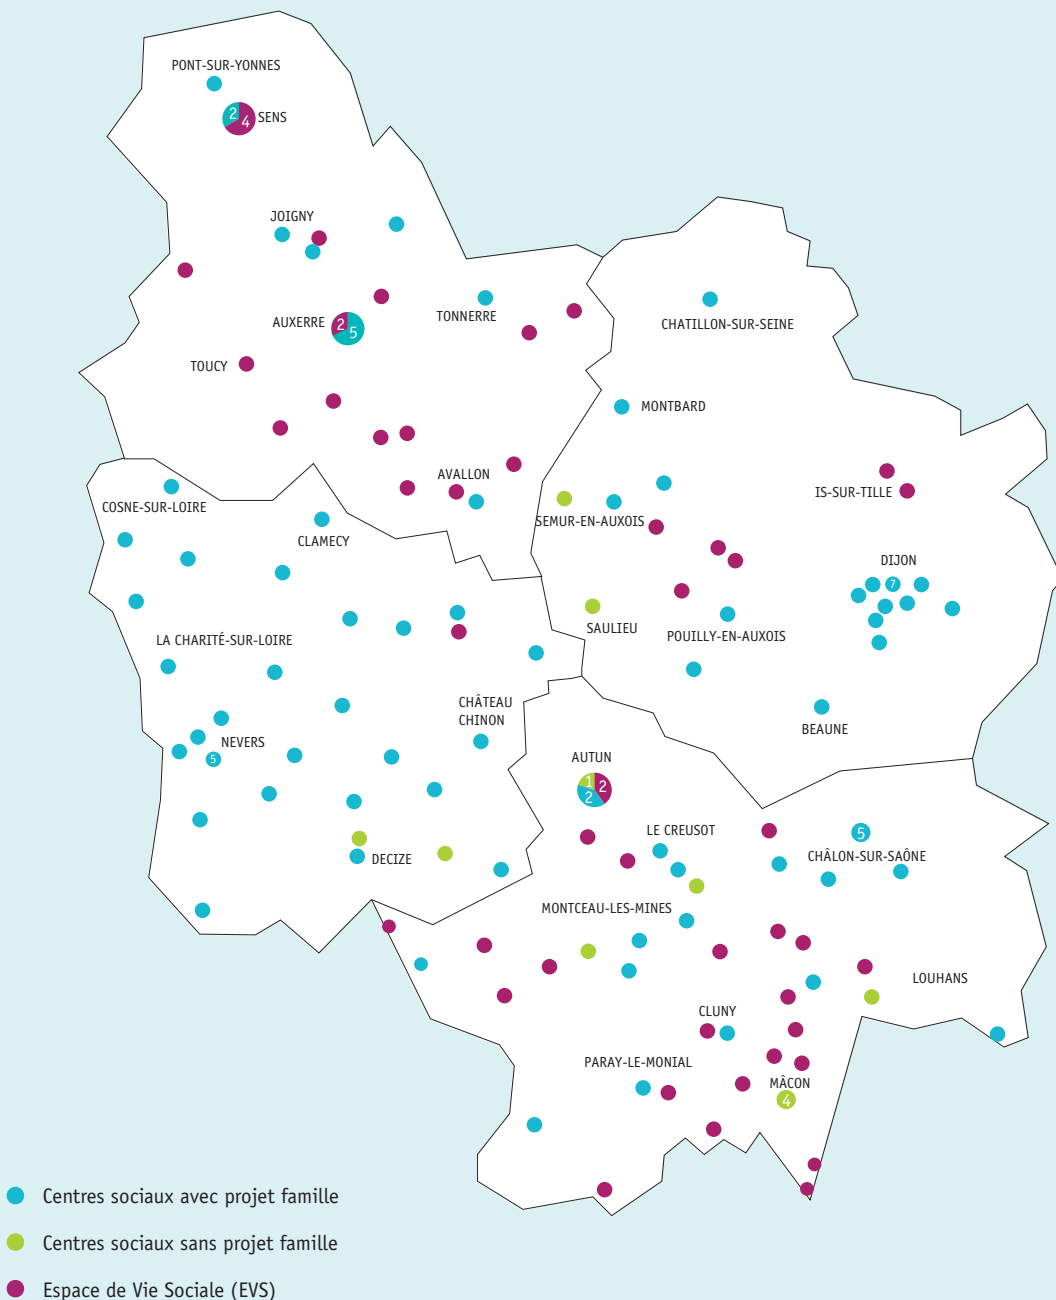 PONT-SUR-YONNES
2
4
SENS
JOIGNY
AUXERRE
2
5
TONNERRE
CHATILLON-SUR-SEINE
TOUCY
MONTBARD
AVALLON
COSNE-SUR-LOIRE
IS-SUR-TILLE
SEMUR-EN-AUXOIS
CLAMECY
DIJON
7
SAULIEU
POUILLY-EN-AUXOIS
LA CHARITÉ-SUR-LOIRE
CHÂTEAU
CHINON
BEAUNE
NEVERS
5
AUTUN
1
2
2
LE CREUSOT
5
CHÂLON-SUR-SAÔNE
DECIZE
MONTCEAU-LES-MINES
LOUHANS
CLUNY
PARAY-LE-MONIAL
MÂCON
4
Centres sociaux avec projet famille
Centres sociaux sans projet famille
Espace de Vie Sociale (EVS)